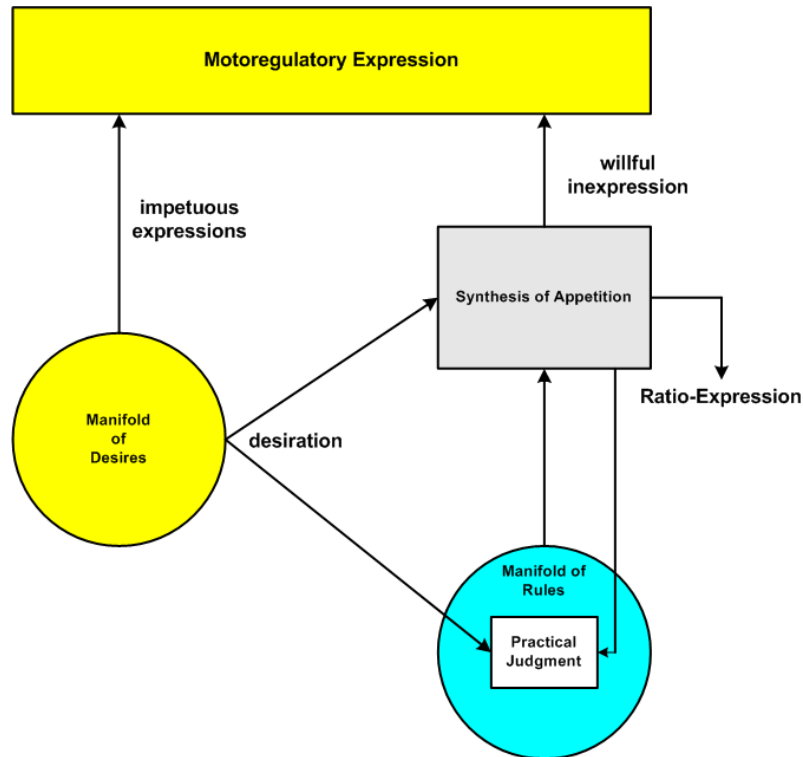 Motoregulatory Expression
willful
inexpression
impetuous
expressions
Synthesis of Appetition
Ratio-Expression
Manifold
of
Desires
desiration
Manifold of
Rules
Practical
Judgment